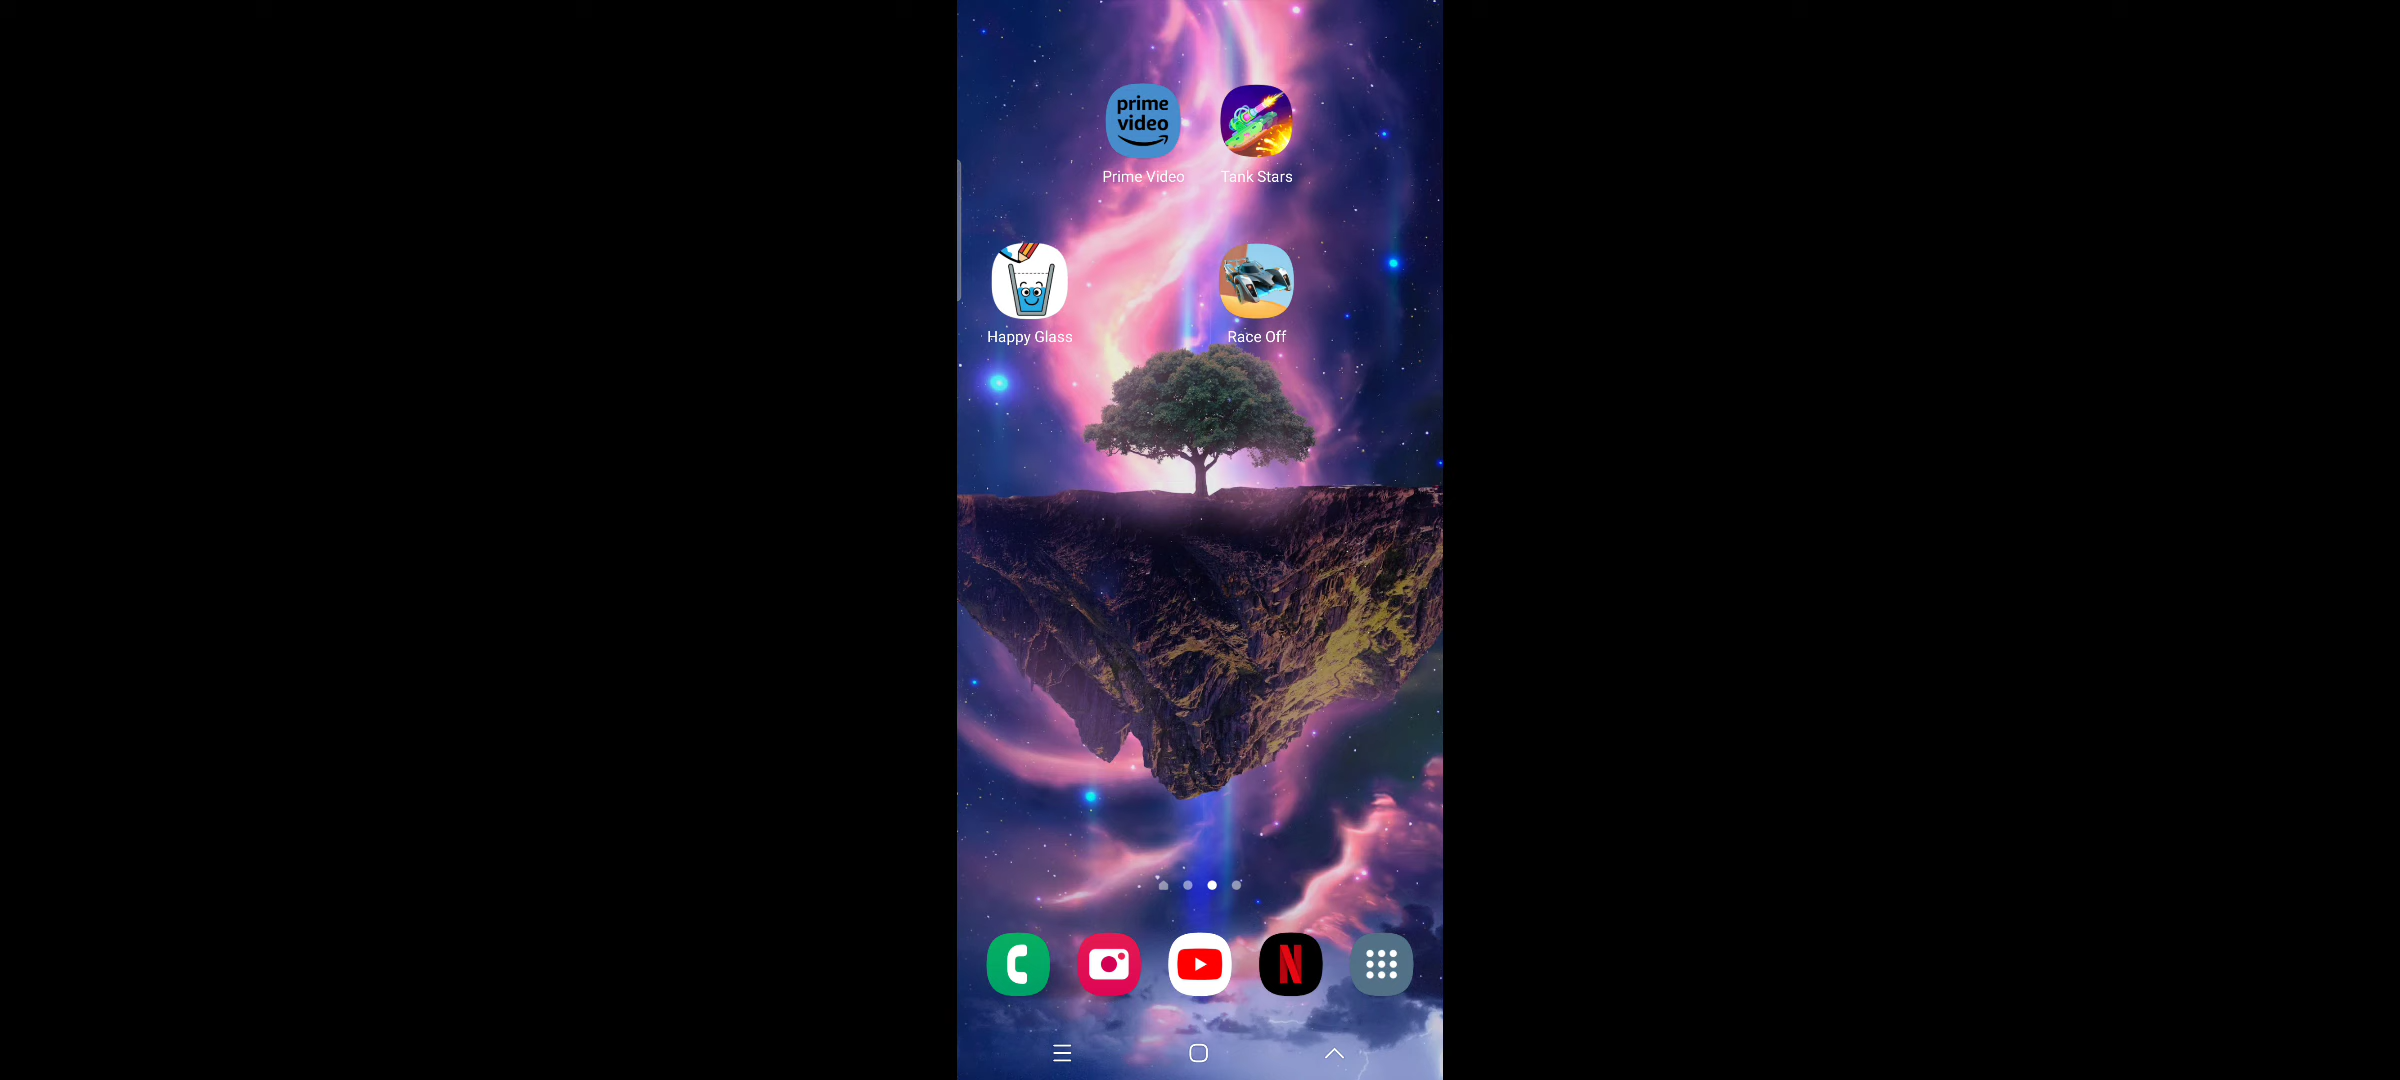 prime
video
Prime Video
Tank Stars
Happy Glass
Race Off
N